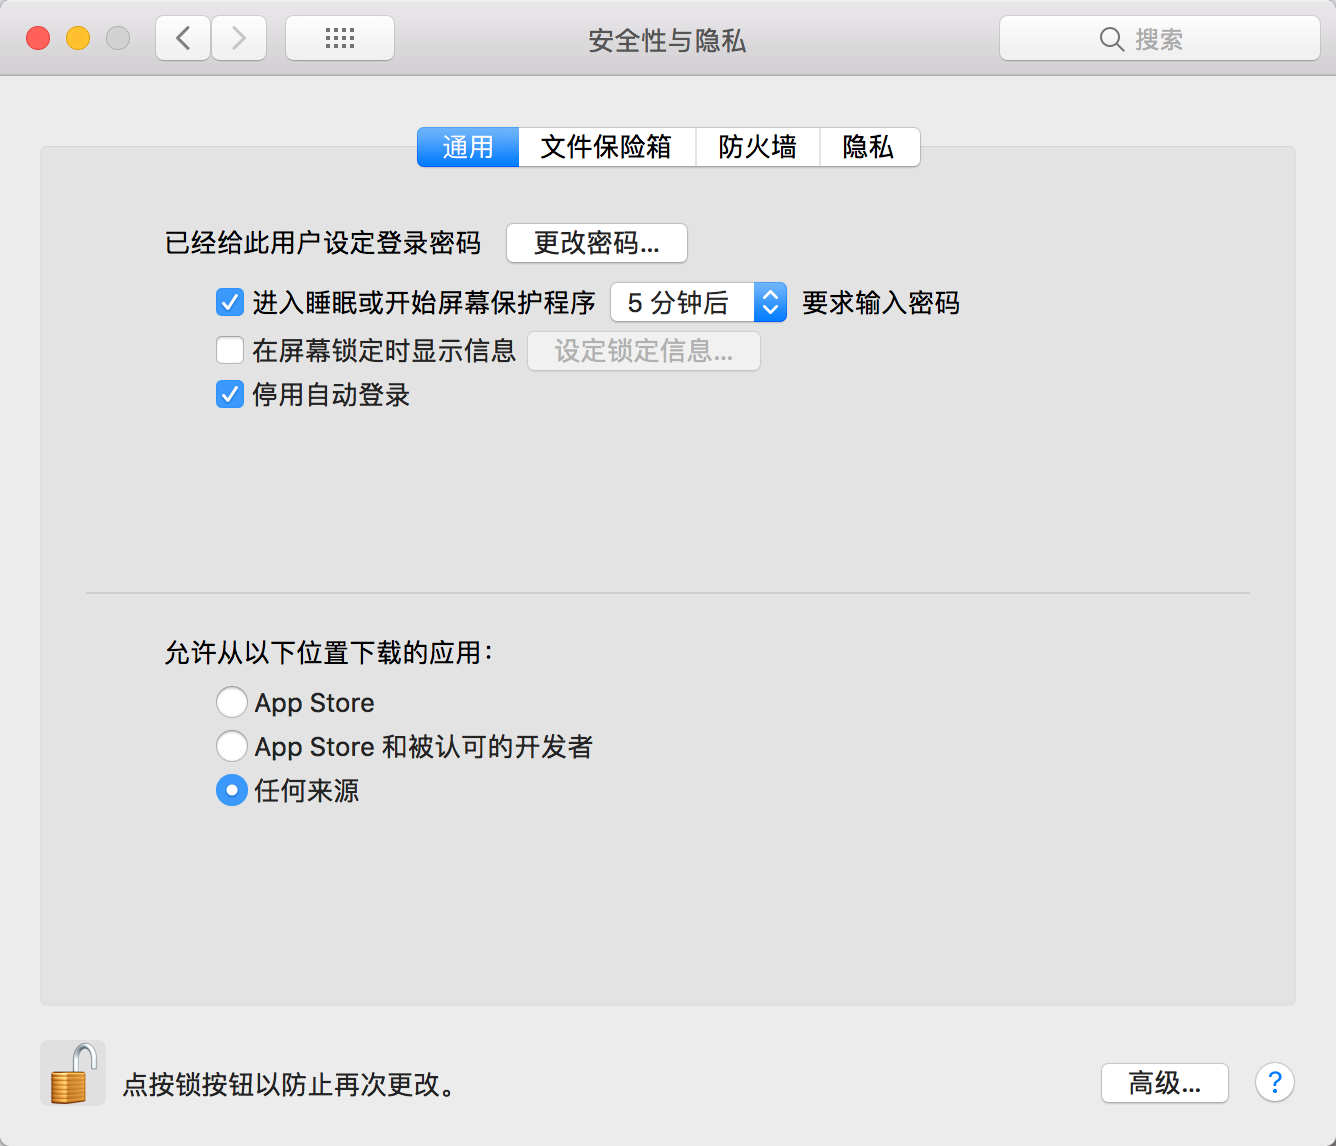 安全性与隐私
搜索
通用 文件保险箱 防火墙 隐私
已经给此用户设定登录密码 更改密码...
进入睡眠或开始屏幕保护程序 5 分钟后 要求输入密码
在屏幕锁定时显示信息 设定锁定信息...
停用自动登录
允许从以下位置下载的应用：
App Store
App Store 和被认可的开发者
任何来源
点按锁按钮以防止再次更改。
高级... ?